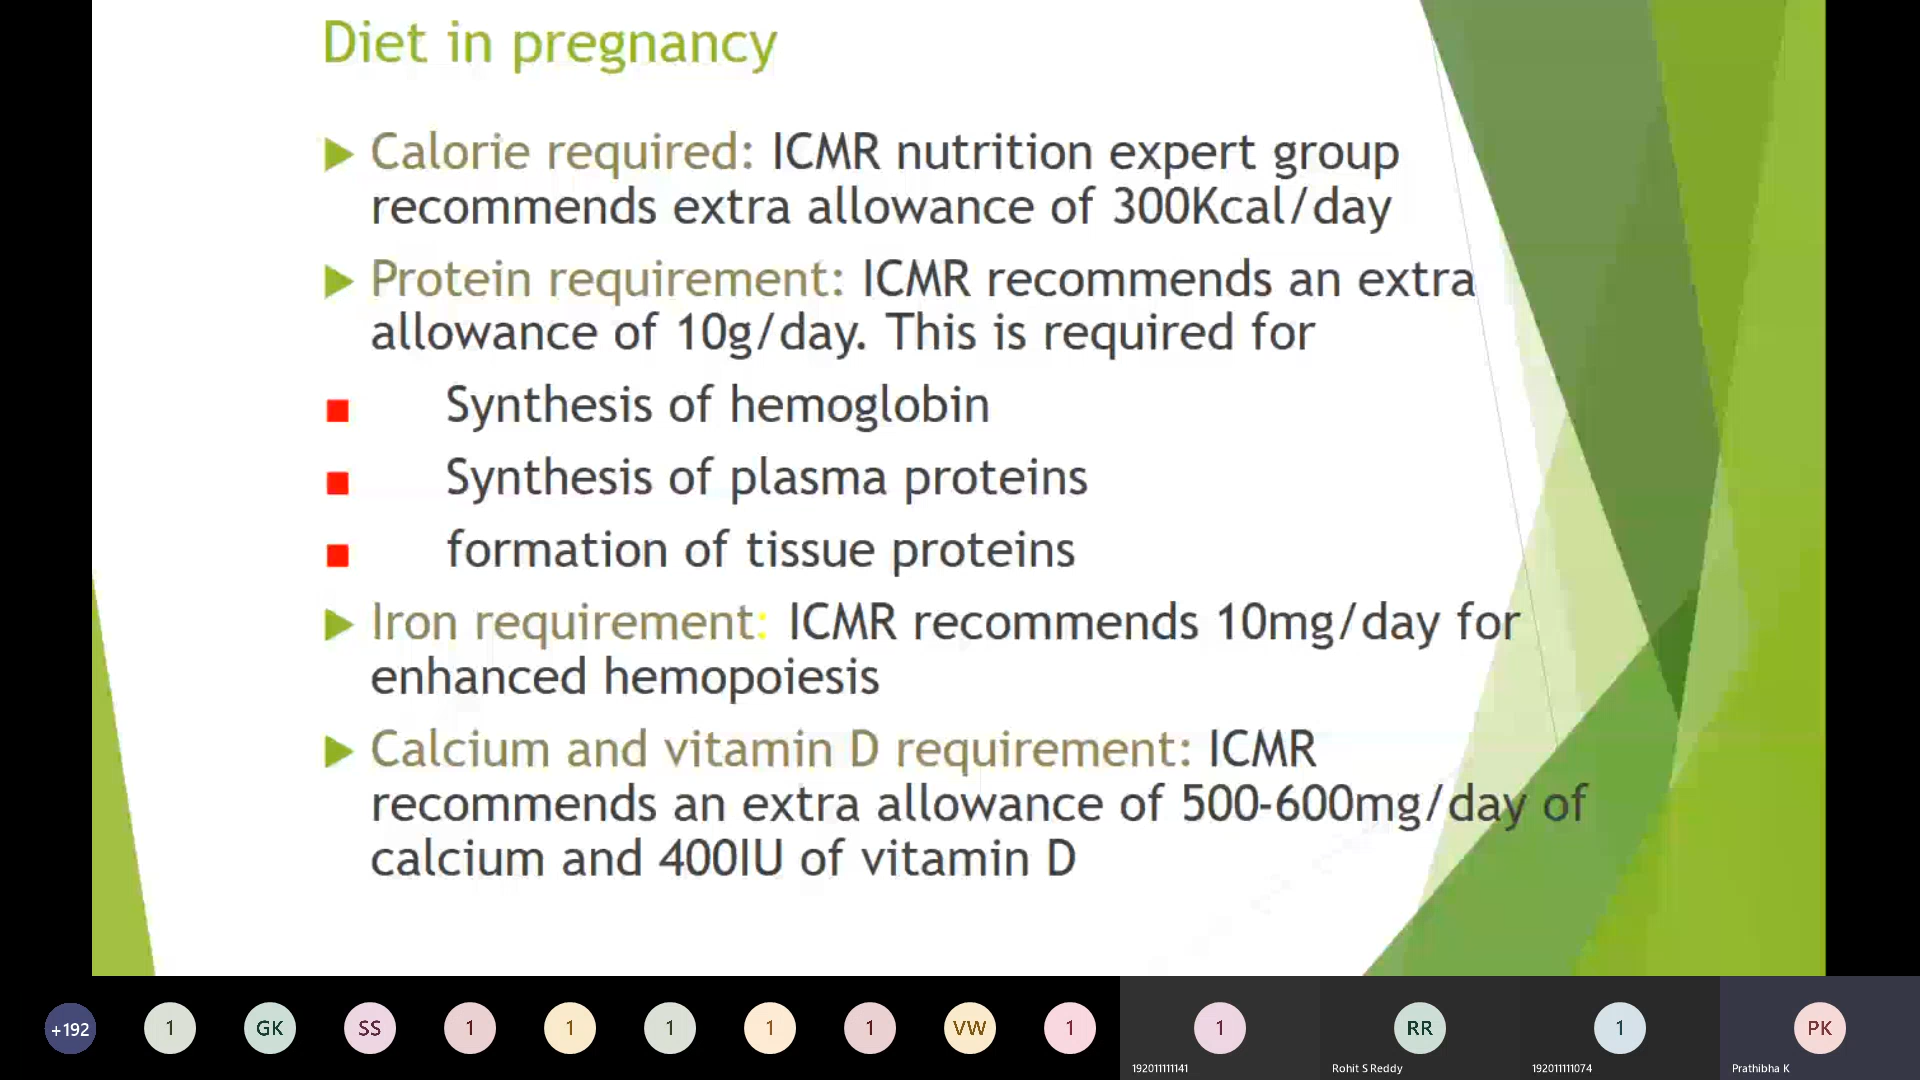 Diet in pregnancy
Calorie required: ICMR nutrition expert group
recommends extra allowance of 300Kcal/day
Protein requirement: ICMR recommends an extra
allowance of 10g/day. This is required for
Synthesis of hemoglobin
Synthesis of plasma proteins
formation of tissue proteins
Iron requirement: ICMR recommends 10mg/day for
enhanced hemopoiesis
Calcium and vitamin D requirement: ICMR
recommends an extra allowance of 500-600mg/day of
calcium and 400IU of vitamin D
+192
1
GK
SS
1
1
1
1
1
VW
1
1
192011111141
RR
Rohit S Reddy
1
192011111074
PK
Prathibha K